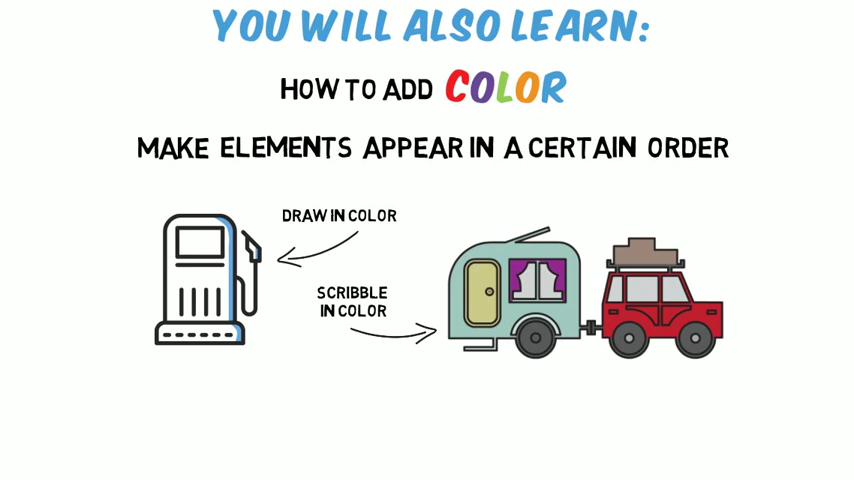 YOU WILL ALSO LEARN:
HOW TO ADD COLOR
MAKE ELEMENTS APPEAR IN A CERTAIN ORDER
DRAW IN COLOR
SCRIBBLE
IN COLOR